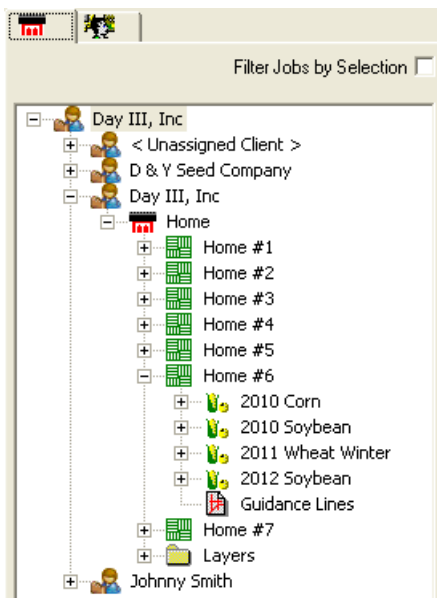 Filter Jobs by Selection
Day III, Inc
< Unassigned Client >
D & Y Seed Company
Day III, Inc
Home
Home #1
Home #2
Home #3
Home #4
Home #5
Home #6
2010 Corn
2010 Soybean
2011 Wheat Winter
2012 Soybean
Guidance Lines
Home #7
Layers
Johnny Smith